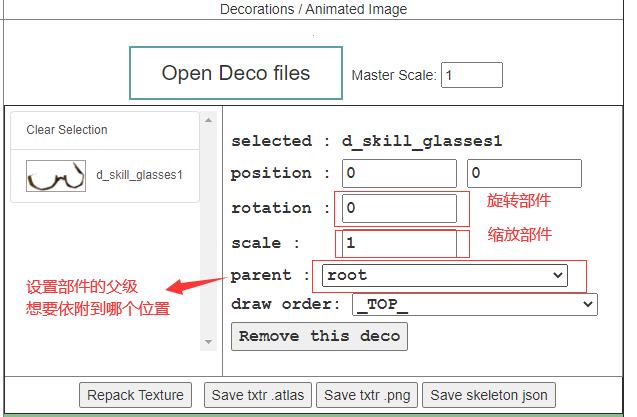 Decorations / Animated Image
Open Deco files
Master Scale: 1
Clear Selection
d_skill_glasses1
selected : d_skill_glasses1
position : 0 0
rotation : 0
旋转部件
scale : 1
缩放部件
parent : root
设置部件的父级
想要依附到哪个位置
draw order: _TOP_
Remove this deco
Repack Texture Save txtr .atlas Save txtr .png Save skeleton json